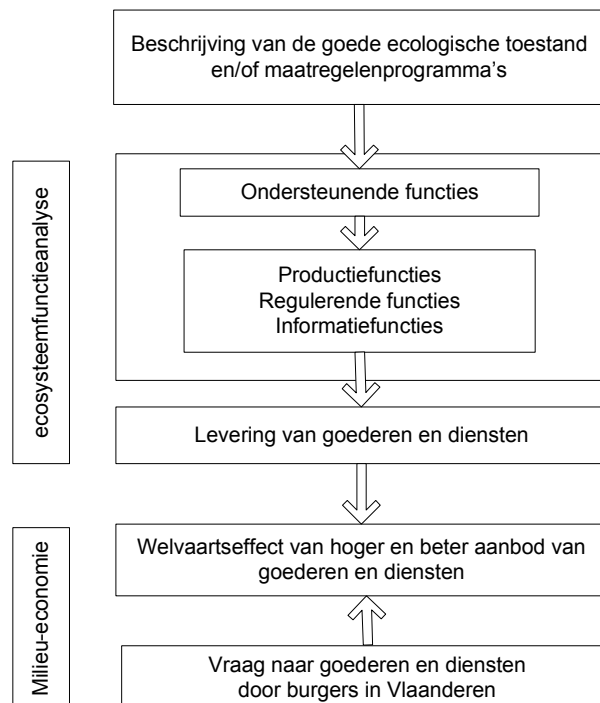 Beschrijving van de goede ecologische toestand
en/of maatregelenprogramma's
ecosysteemfunctieanalyse
Ondersteunende functies
Productiefuncties
Regulerende functies
Informatiefuncties
Levering van goederen en diensten
Milieu-economie
Welvaartseffect van hoger en beter aanbod van
goederen en diensten
Vraag naar goederen en diensten
door burgers in Vlaanderen